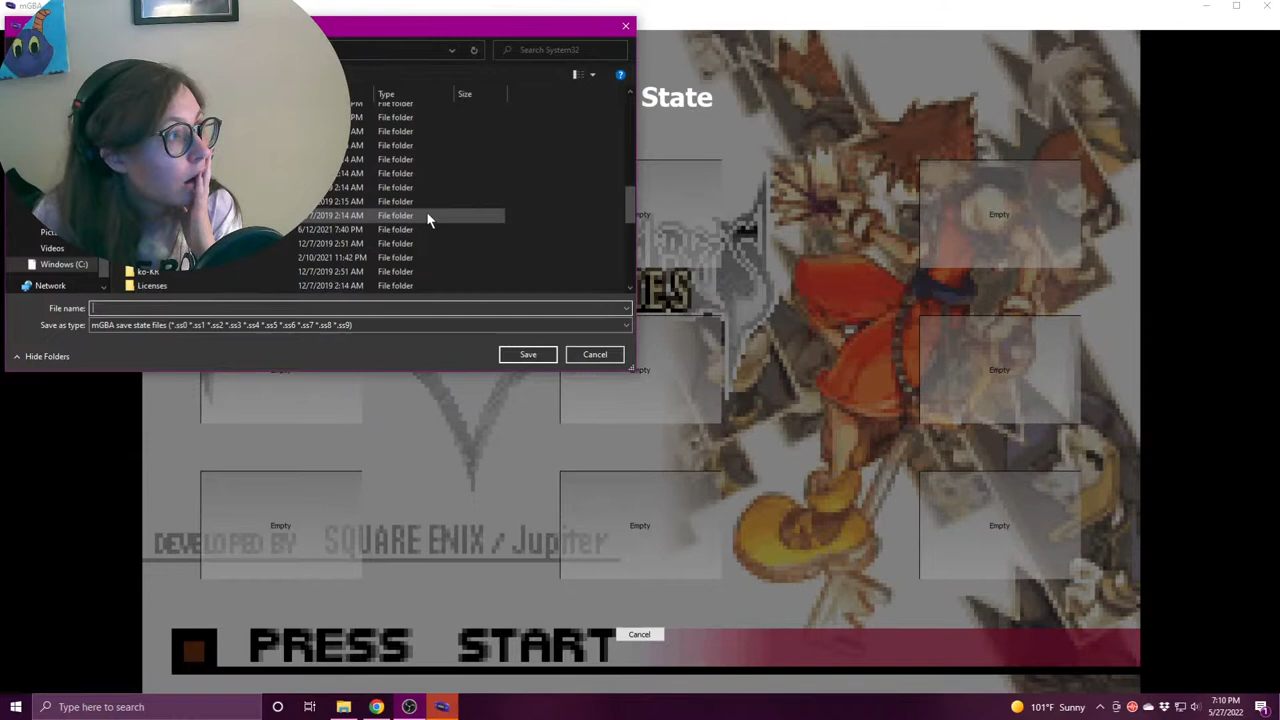 mGBA
Search System32
State
Type Size
File folder
PM File folder
AM File folder
AM File folder
14 AM File folder
14 AM File folder
2:14 AM File folder
2019 2:15 AM File folder
/7/2019 2:14 AM File folder
6/12/2021 7:40 PM File folder
12/7/2019 2:51 AM File folder
2/10/2021 11:42 PM File folder
ko-KR 12/7/2019 2:51 AM File folder
Licenses 12/7/2019 2:14 AM File folder
Videos
Windows (C:)
Network
File name:
Save as type: mGBA save state files (*.ss0 *.ss1 *.ss2 *.ss3 *.ss4 *.ss5 *.ss6 *.ss7 *.ss8 *.ss9)
Hide Folders
Save
Cancel
Empty
Empty
Empty
Empty
Empty
DEVELOPED BY SQUARE ENIX / Jupiter
PRESS START
Cancel
Type here to search
101°F Sunny
7:10 PM
5/27/2022